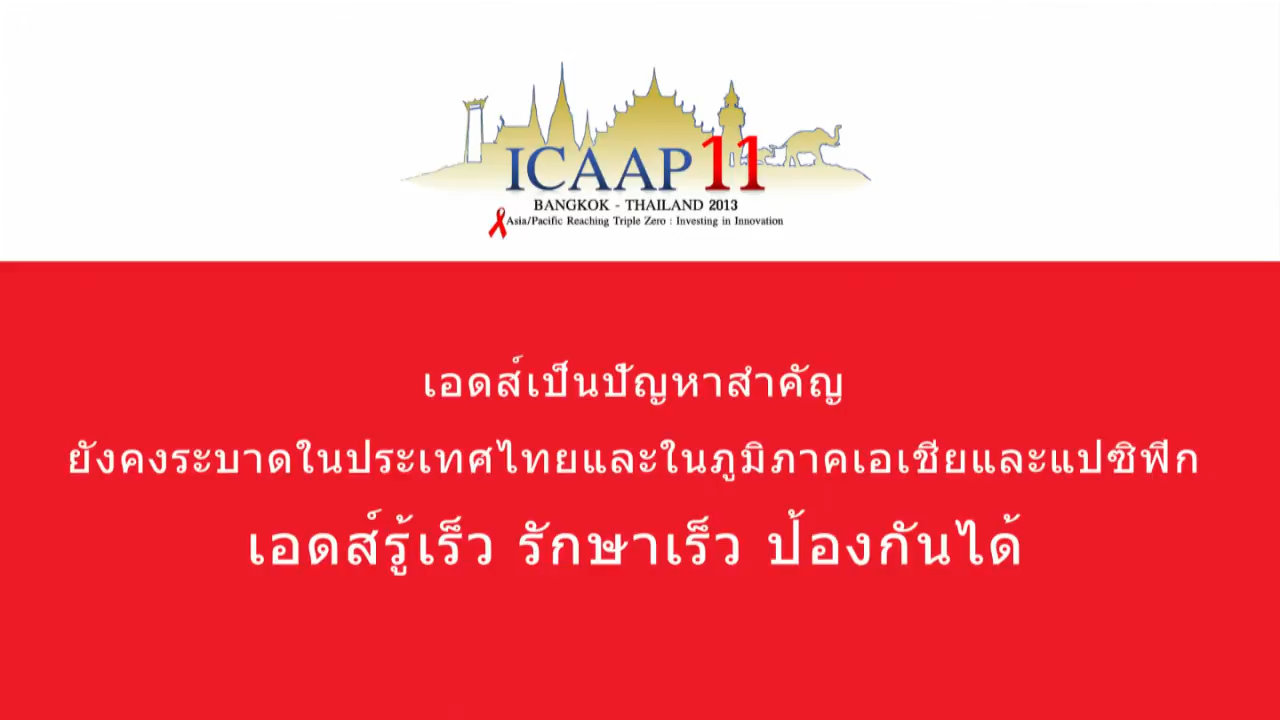 ICAAP 11
BANGKOK - THAILAND 2013
Asia/Pacific Reaching Triple Zero : Investing in Innovation
เอดส์เป็นปัญหาสำคัญ
ยังคงระบาดในประเทศไทยและในภูมิภาคเอเชียและแปซิฟิก
เอดส์รู้เร็ว รักษาเร็ว ป้องกันได้